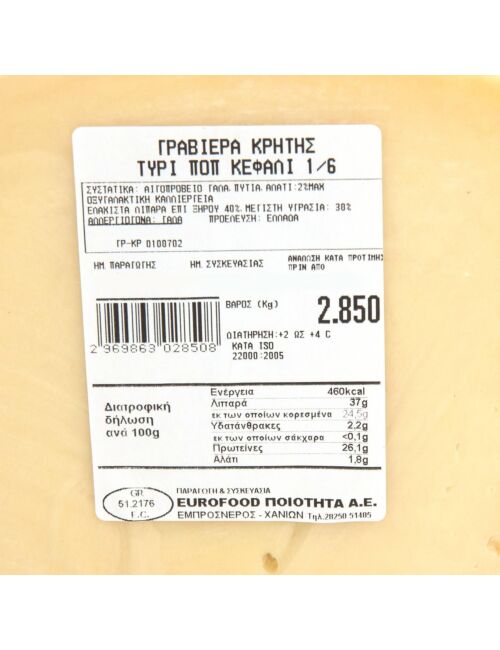 ΓΡΑΒΙΕΡΑ ΚΡΗΤΗΣ
ΤΥΡΙ ΠΟΠ ΚΕΦΑΛΙ 1/6
ΣΥΣΤΑΤΙΚΑ: ΑΙΓΟΠΡΟΒΕΙΟ ΓΑΛΑ, ΠΥΤΙΑ, ΑΛΑΤΙ:2%MAX
ΟΞΥΓΑΛΑΚΤΙΚΗ ΚΑΛΛΙΕΡΓΕΙΑ
ΕΛΑΧΙΣΤΑ ΛΙΠΑΡΑ ΕΠΙ ΞΗΡΟΥ 40%, ΜΕΓΙΣΤΗ ΥΓΡΑΣΙΑ: 38%
ΑΛΛΕΡΓΙΟΓΟΝΑ: ΓΑΛΑ ΠΡΟΕΛΕΥΣΗ: ΕΛΛΑΔΑ
ΓΡ-ΚΡ 0100702
ΗΜ. ΠΑΡΑΓΩΓΗΣ ΗΜ. ΣΥΣΚΕΥΑΣΙΑΣ ΑΝΑΛΩΣΗ ΚΑΤΑ ΠΡΟΤΙΜΗΣ
ΠΡΙΝ ΑΠΟ
ΒΑΡΟΣ (Kg) 2.850
ΔΙΑΤΗΡΗΣΗ:+2 ΩΣ +4 C
ΚΑΤΑ ISO
22000:2005
2 969863 028508
Διατροφική
δήλωση
ανά 100g
Ενέργεια 460kcal
Λιπαρά 37g
εκ των οποίων κορεσμένα 24,5g
Υδατάνθρακες 2,2g
εκ των οποίων σάκχαρα <0,1g
Πρωτεΐνες 26,1g
Αλάτι 1,8g
GR
51.2176
E.C.
ΠΑΡΑΓΩΓΗ & ΣΥΣΚΕΥΑΣΙΑ
EUROFOOD ΠΟΙΟΤΗΤΑ Α.Ε.
ΕΜΠΡΟΣΝΕΡΟΣ - ΧΑΝΙΩΝ Τηλ.28250 51405